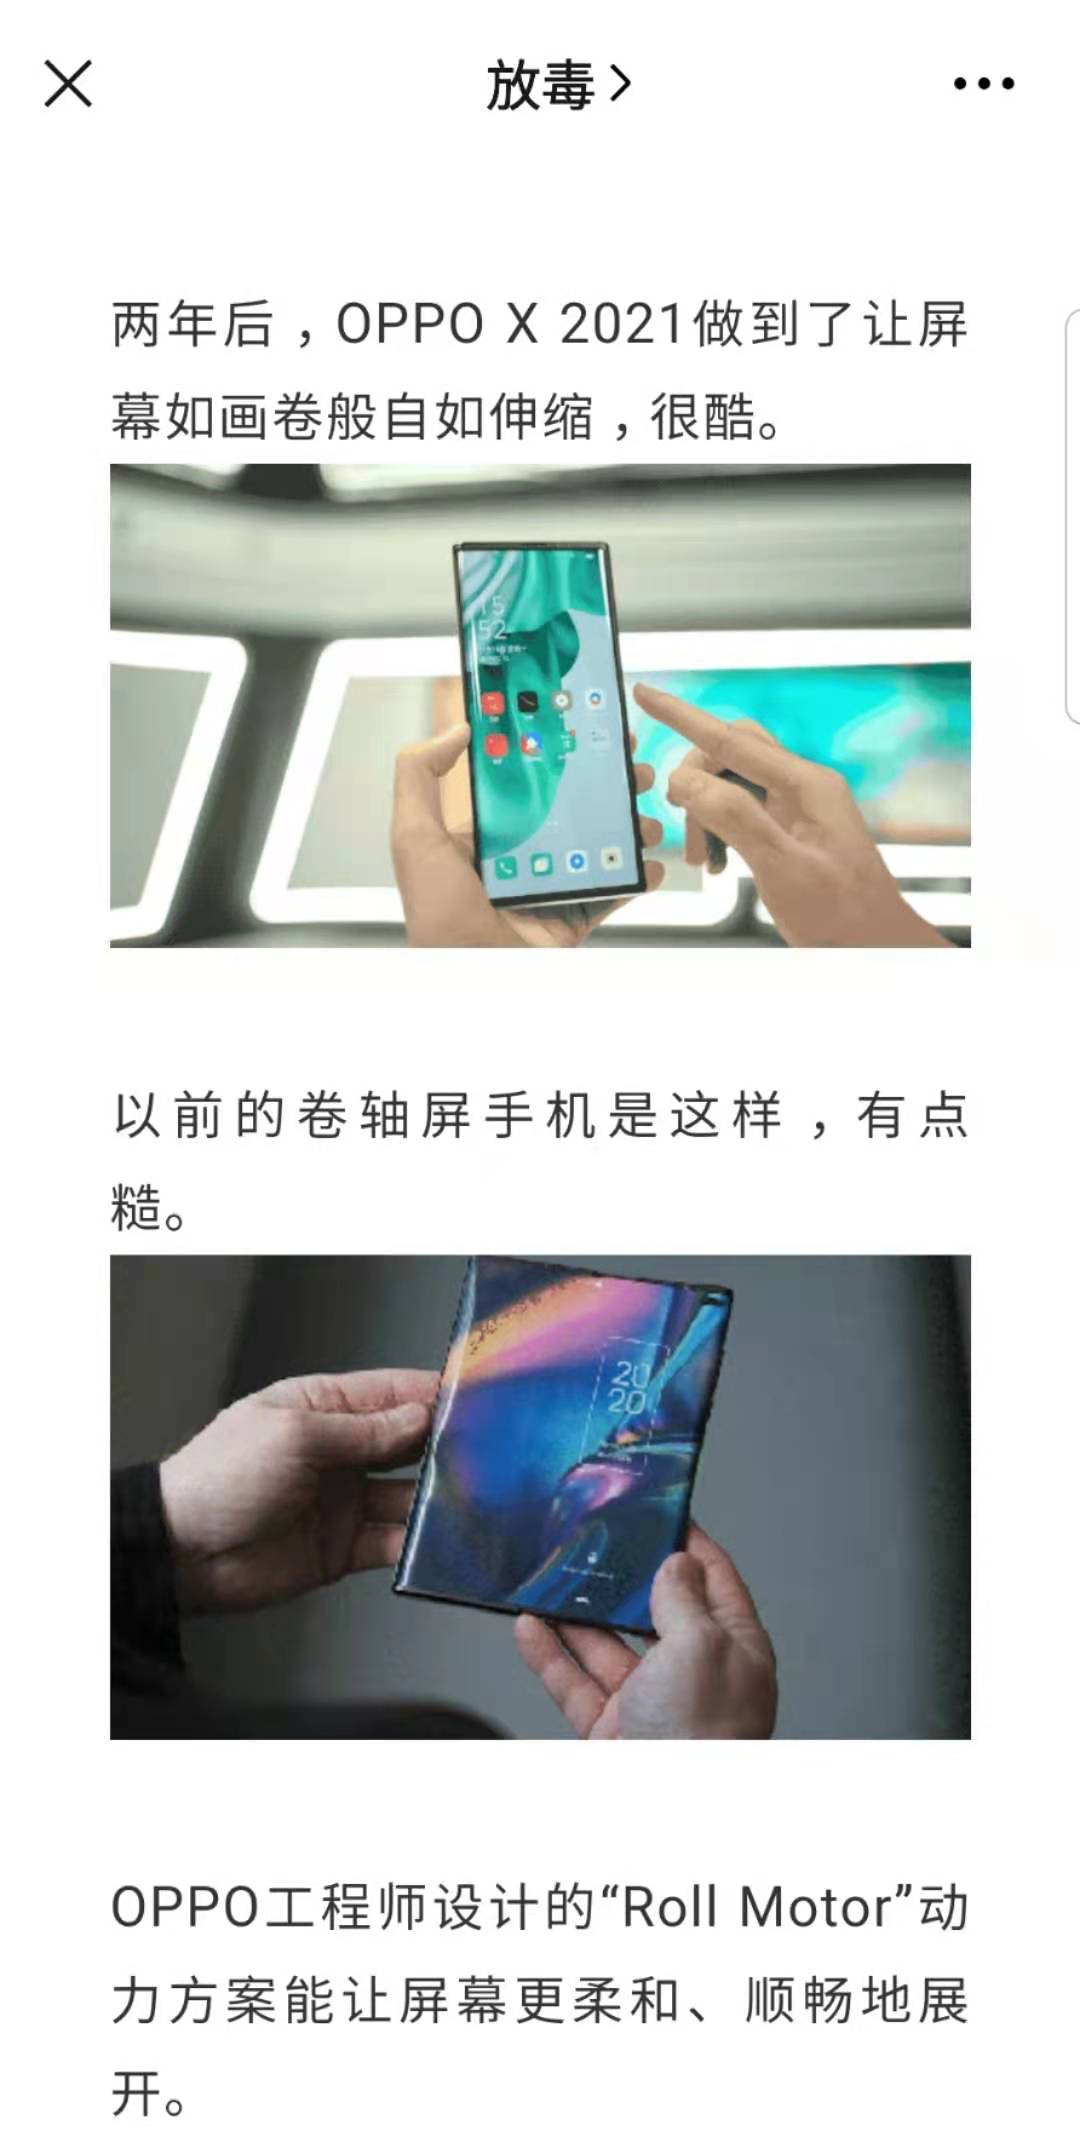 放毒
两年后，OPPO X 2021做到了让屏
幕如画卷般自如伸缩，很酷。
15
52
以前的卷轴屏手机是这样，有点
糙。
20
20
OPPO工程师设计的“Roll Motor”动
力方案能让屏幕更柔和、顺畅地展
开。